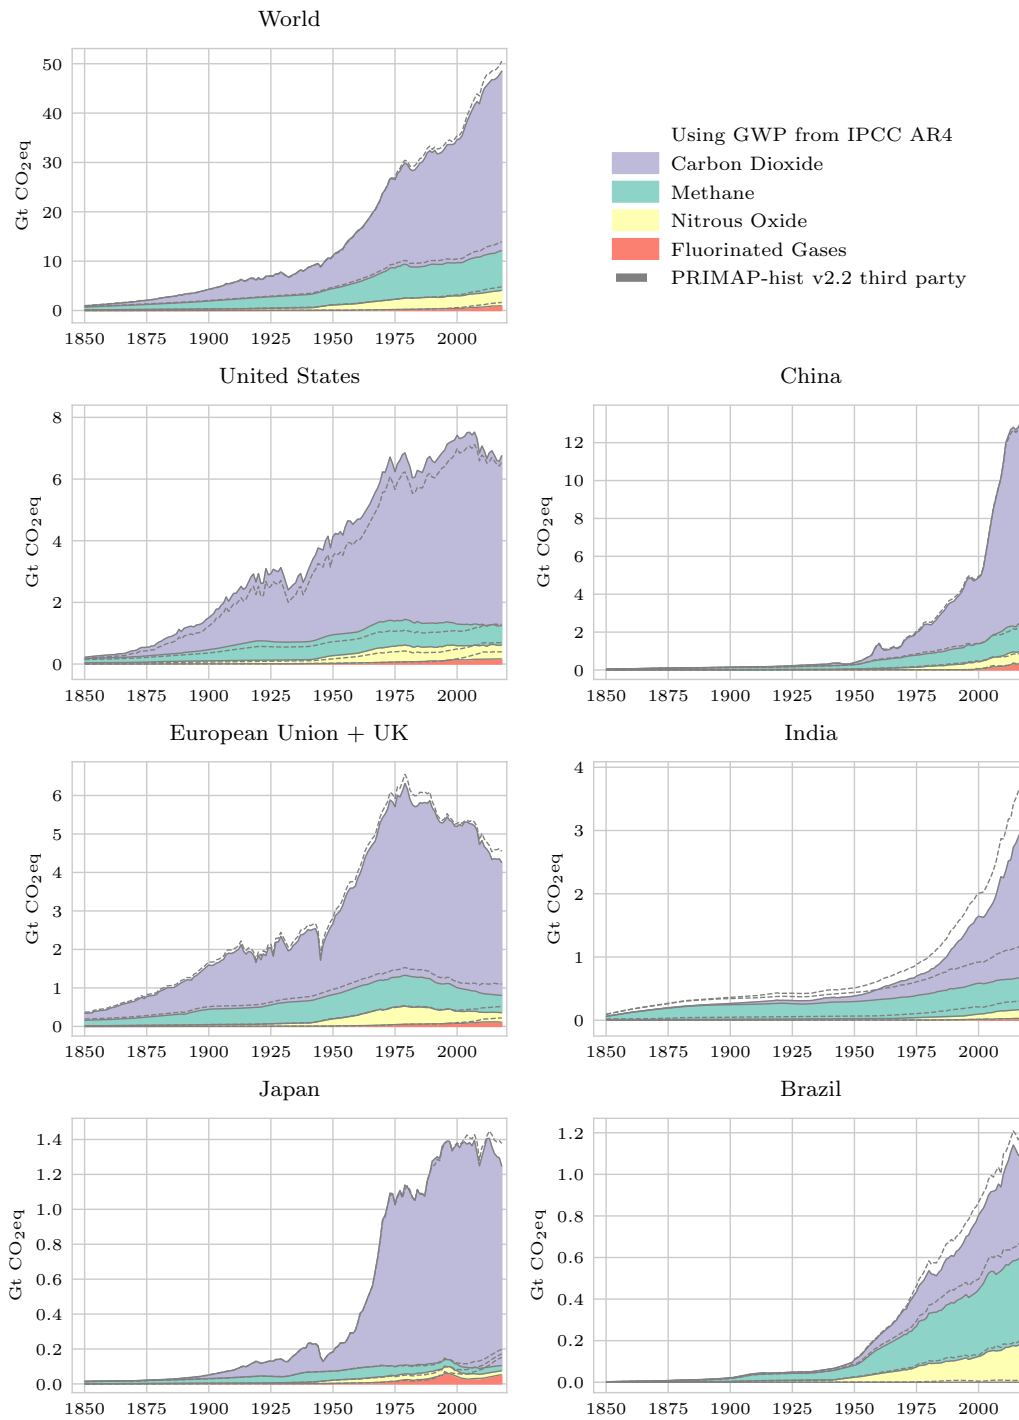 World
Gt CO2eq
50
40
30
20
10
0
1850 1875 1900 1925 1950 1975 2000
Using GWP from IPCC AR4
Carbon Dioxide
Methane
Nitrous Oxide
Fluorinated Gases
PRIMAP-hist v2.2 third party
United States
Gt CO2eq
8
6
4
2
0
1850 1875 1900 1925 1950 1975 2000
China
Gt CO2eq
12
10
8
6
4
2
0
1850 1875 1900 1925 1950 1975 2000
European Union + UK
Gt CO2eq
6
5
4
3
2
1
0
1850 1875 1900 1925 1950 1975 2000
India
Gt CO2eq
4
3
2
1
0
1850 1875 1900 1925 1950 1975 2000
Japan
Gt CO2eq
1.4
1.2
1.0
0.8
0.6
0.4
0.2
0.0
1850 1875 1900 1925 1950 1975 2000
Brazil
Gt CO2eq
1.2
1.0
0.8
0.6
0.4
0.2
0.0
1850 1875 1900 1925 1950 1975 2000